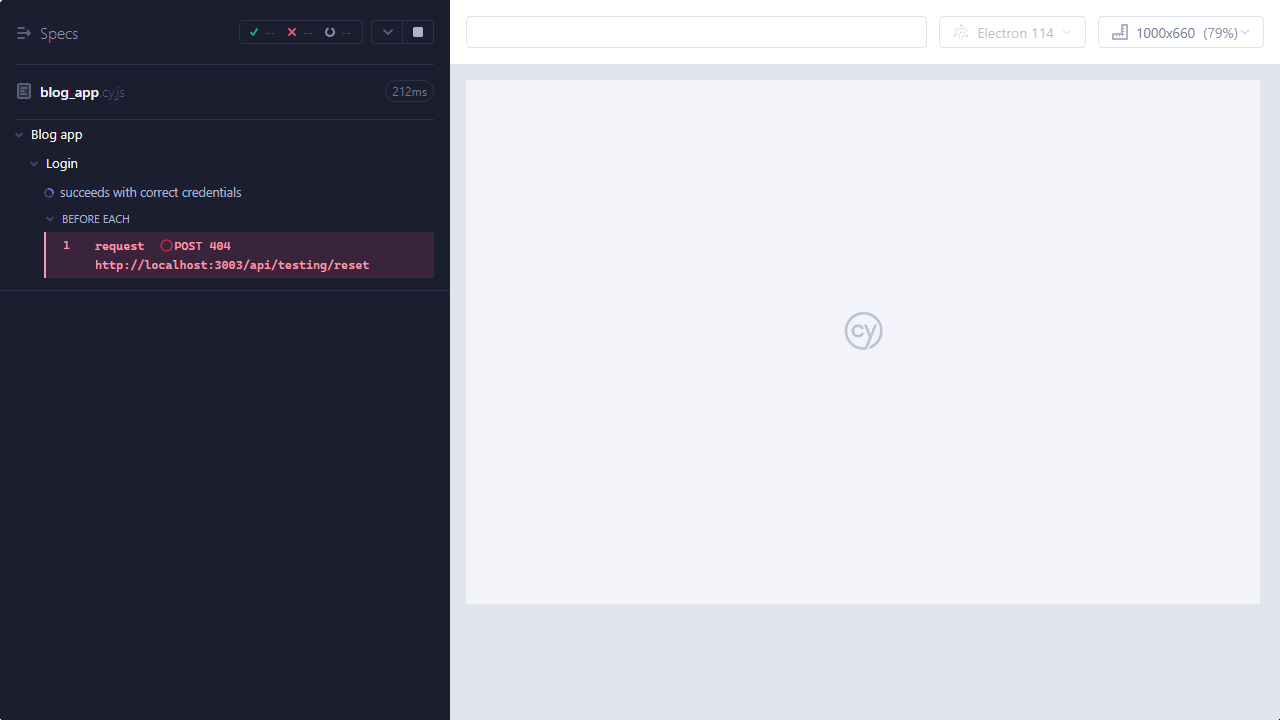 Specs
-- -- --
Electron 114
1000x660 (79%)
blog_app.cy.js
212ms
Blog app
Login
succeeds with correct credentials
BEFORE EACH
1 request POST 404
http://localhost:3003/api/testing/reset
cy